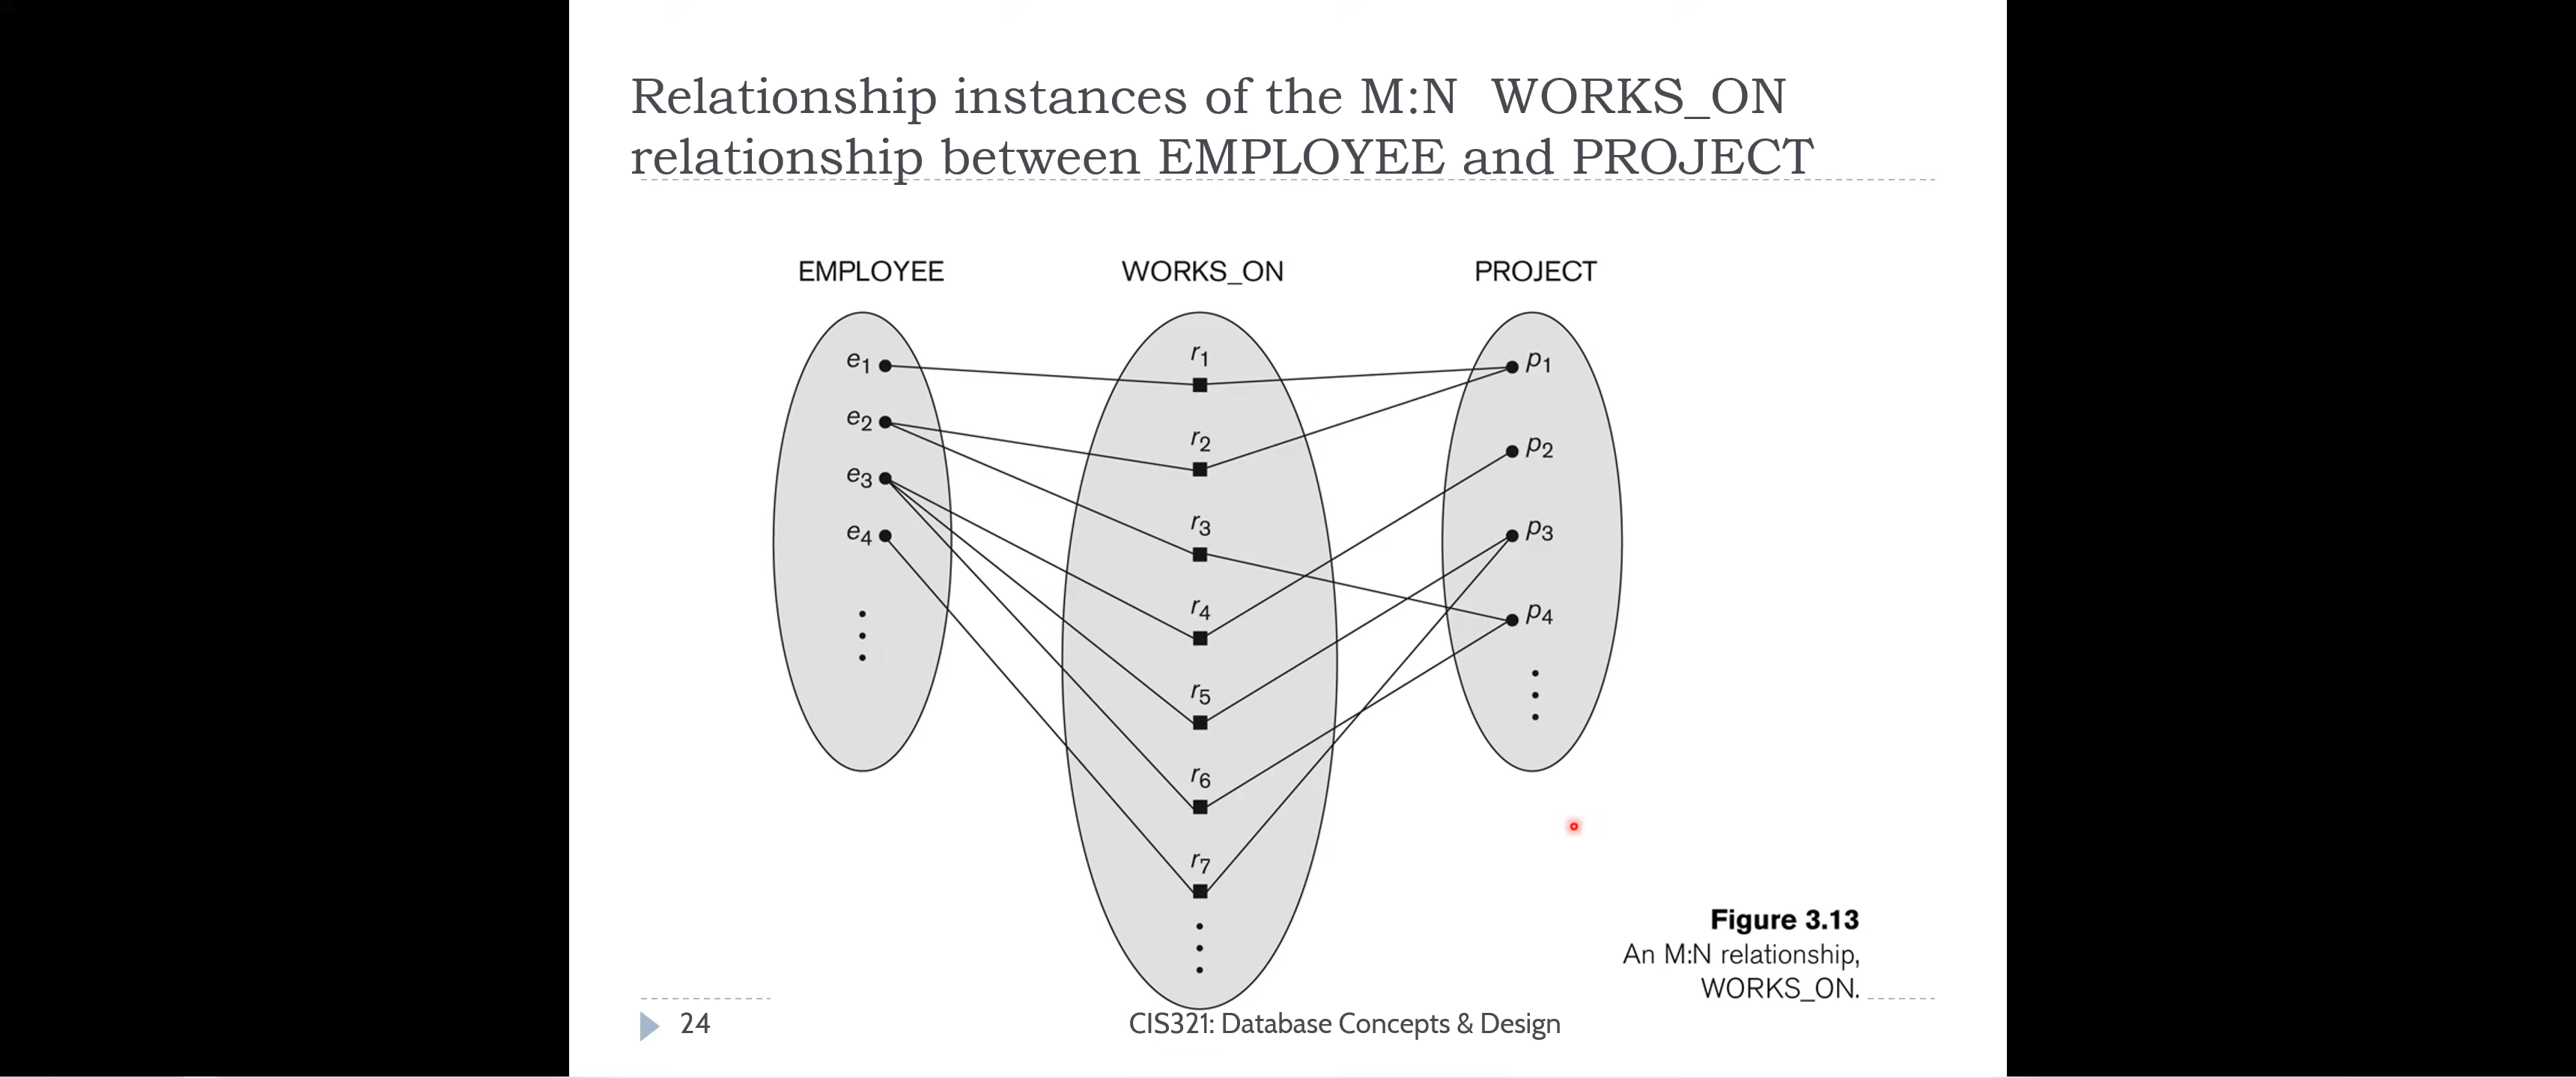 Relationship instances of the M:N  WORKS_ON
relationship between EMPLOYEE and PROJECT
EMPLOYEE
WORKS_ON
PROJECT
e1
e2
e3
e4
r1
r2
r3
r4
r5
r6
r7
p1
p2
p3
p4
Figure 3.13
An M:N relationship,
WORKS_ON.
24
CIS321: Database Concepts & Design